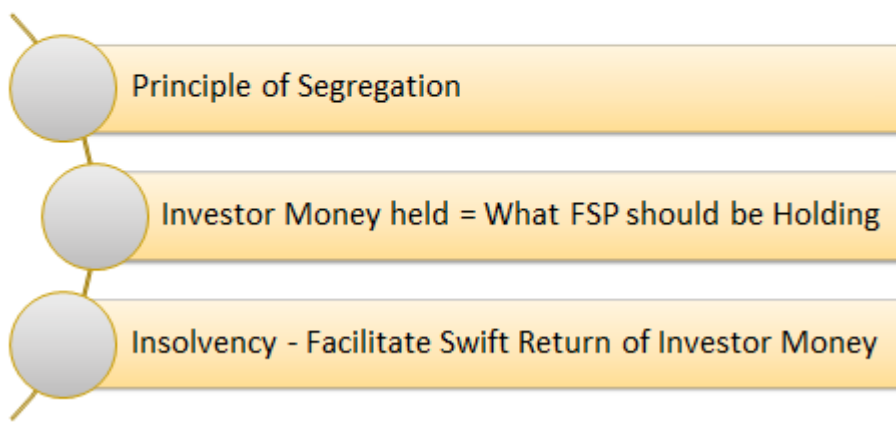 Principle of Segregation
Investor Money held = What FSP should be Holding
Insolvency - Facilitate Swift Return of Investor Money